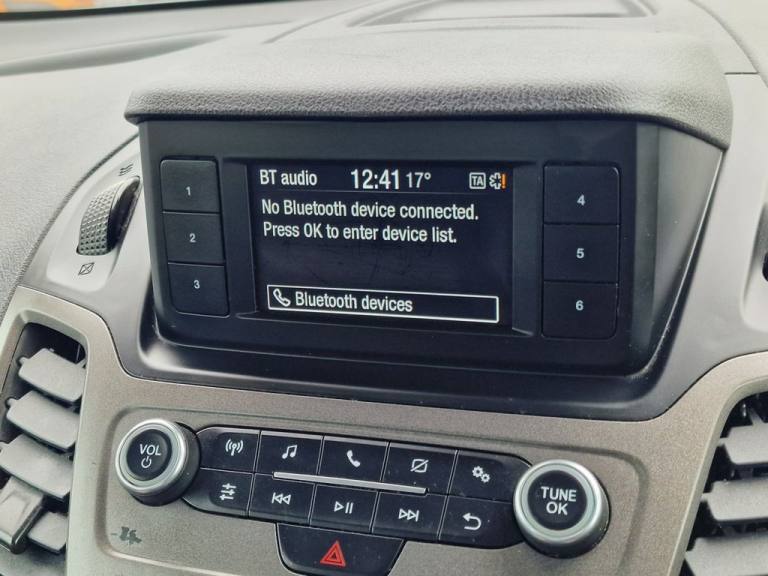 BT audio 12:41 17° TA
No Bluetooth device connected.
Press OK to enter device list.
Bluetooth devices
1
2
3
4
5
6
VOL
TUNE
OK